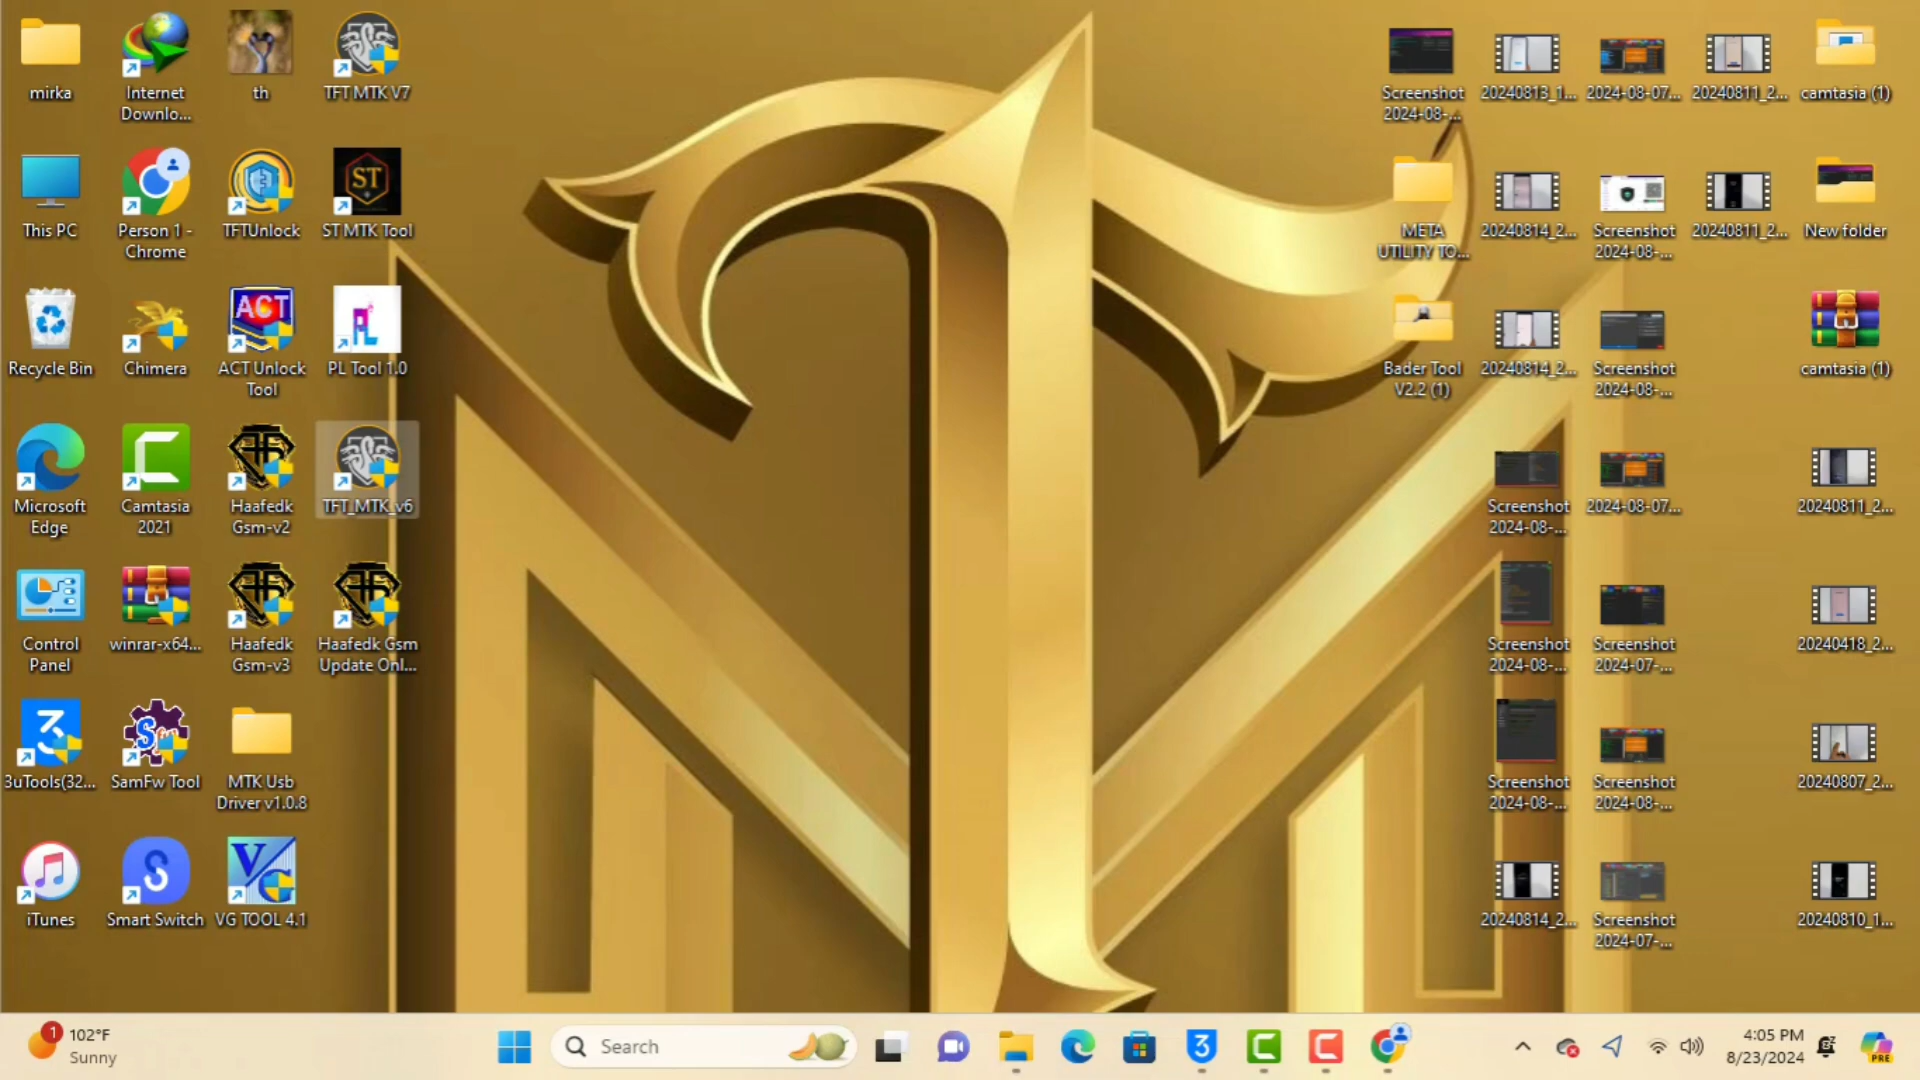 mirka
Internet
Downlo...
th
TFT MTK V7
Screenshot
2024-08-...
20240813_1...
2024-08-07...
20240811_2...
camtasia (1)
This PC
Person 1 -
Chrome
TFTUnlock
ST
ST MTK Tool
META
UTILITY TO...
20240814_2...
Screenshot
2024-08-...
20240811_2...
New folder
Recycle Bin
Chimera
ACT
ACT Unlock
Tool
PL Tool 1.0
Bader Tool
V2.2 (1)
20240814_2...
Screenshot
2024-08-...
camtasia (1)
Microsoft
Edge
Camtasia
2021
Haafedk
Gsm-v2
TFT_MTK_v6
Screenshot
2024-08-...
2024-08-07...
20240811_2...
Control
Panel
winrar-x64...
Haafedk
Gsm-v3
Haafedk Gsm
Update Onl...
Screenshot
2024-08-...
Screenshot
2024-07-...
20240418_2...
3uTools(32...
SamFw Tool
MTK Usb
Driver v1.0.8
Screenshot
2024-08-...
Screenshot
2024-08-...
20240807_2...
iTunes
Smart Switch
VG TOOL 4.1
20240814_2...
Screenshot
2024-07-...
20240810_1...
1
102°F
Sunny
Search
3
4:05 PM
8/23/2024
PRE